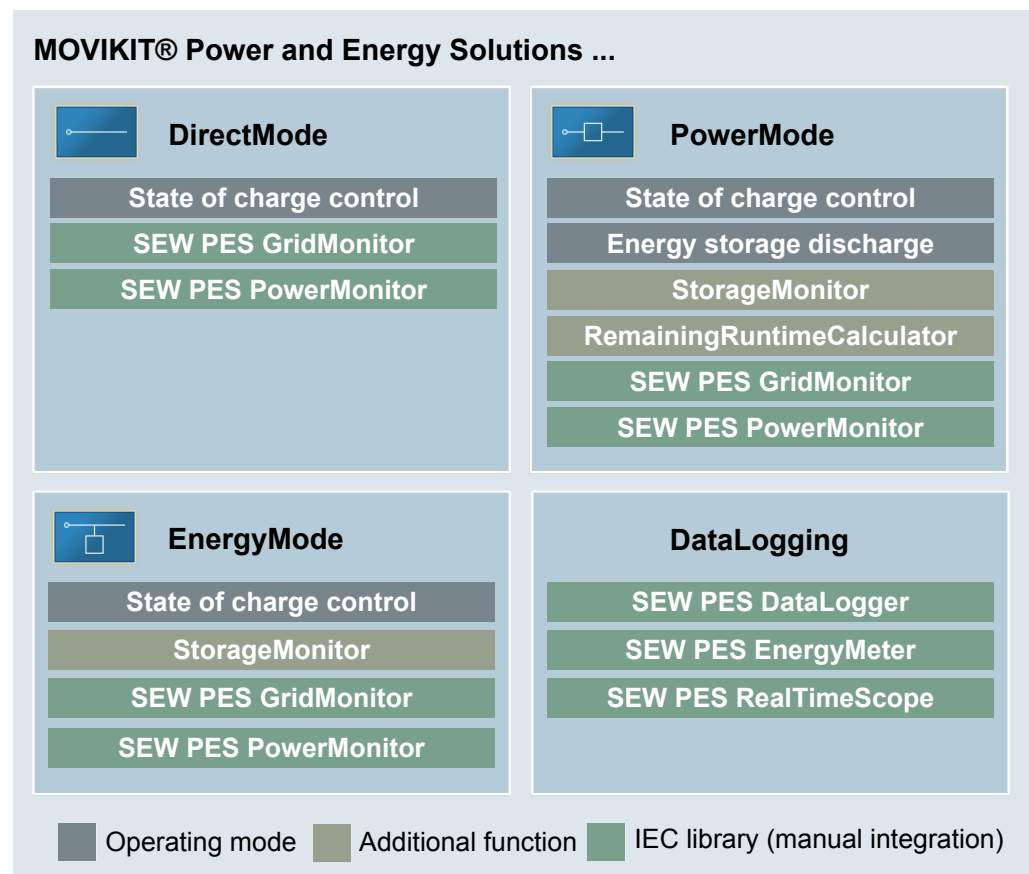 MOVIKIT® Power and Energy Solutions ...
DirectMode
State of charge control
SEW PES GridMonitor
SEW PES PowerMonitor
PowerMode
State of charge control
Energy storage discharge
StorageMonitor
RemainingRuntimeCalculator
SEW PES GridMonitor
SEW PES PowerMonitor
EnergyMode
State of charge control
StorageMonitor
SEW PES GridMonitor
SEW PES PowerMonitor
DataLogging
SEW PES DataLogger
SEW PES EnergyMeter
SEW PES RealTimeScope
Operating mode
Additional function
IEC library (manual integration)